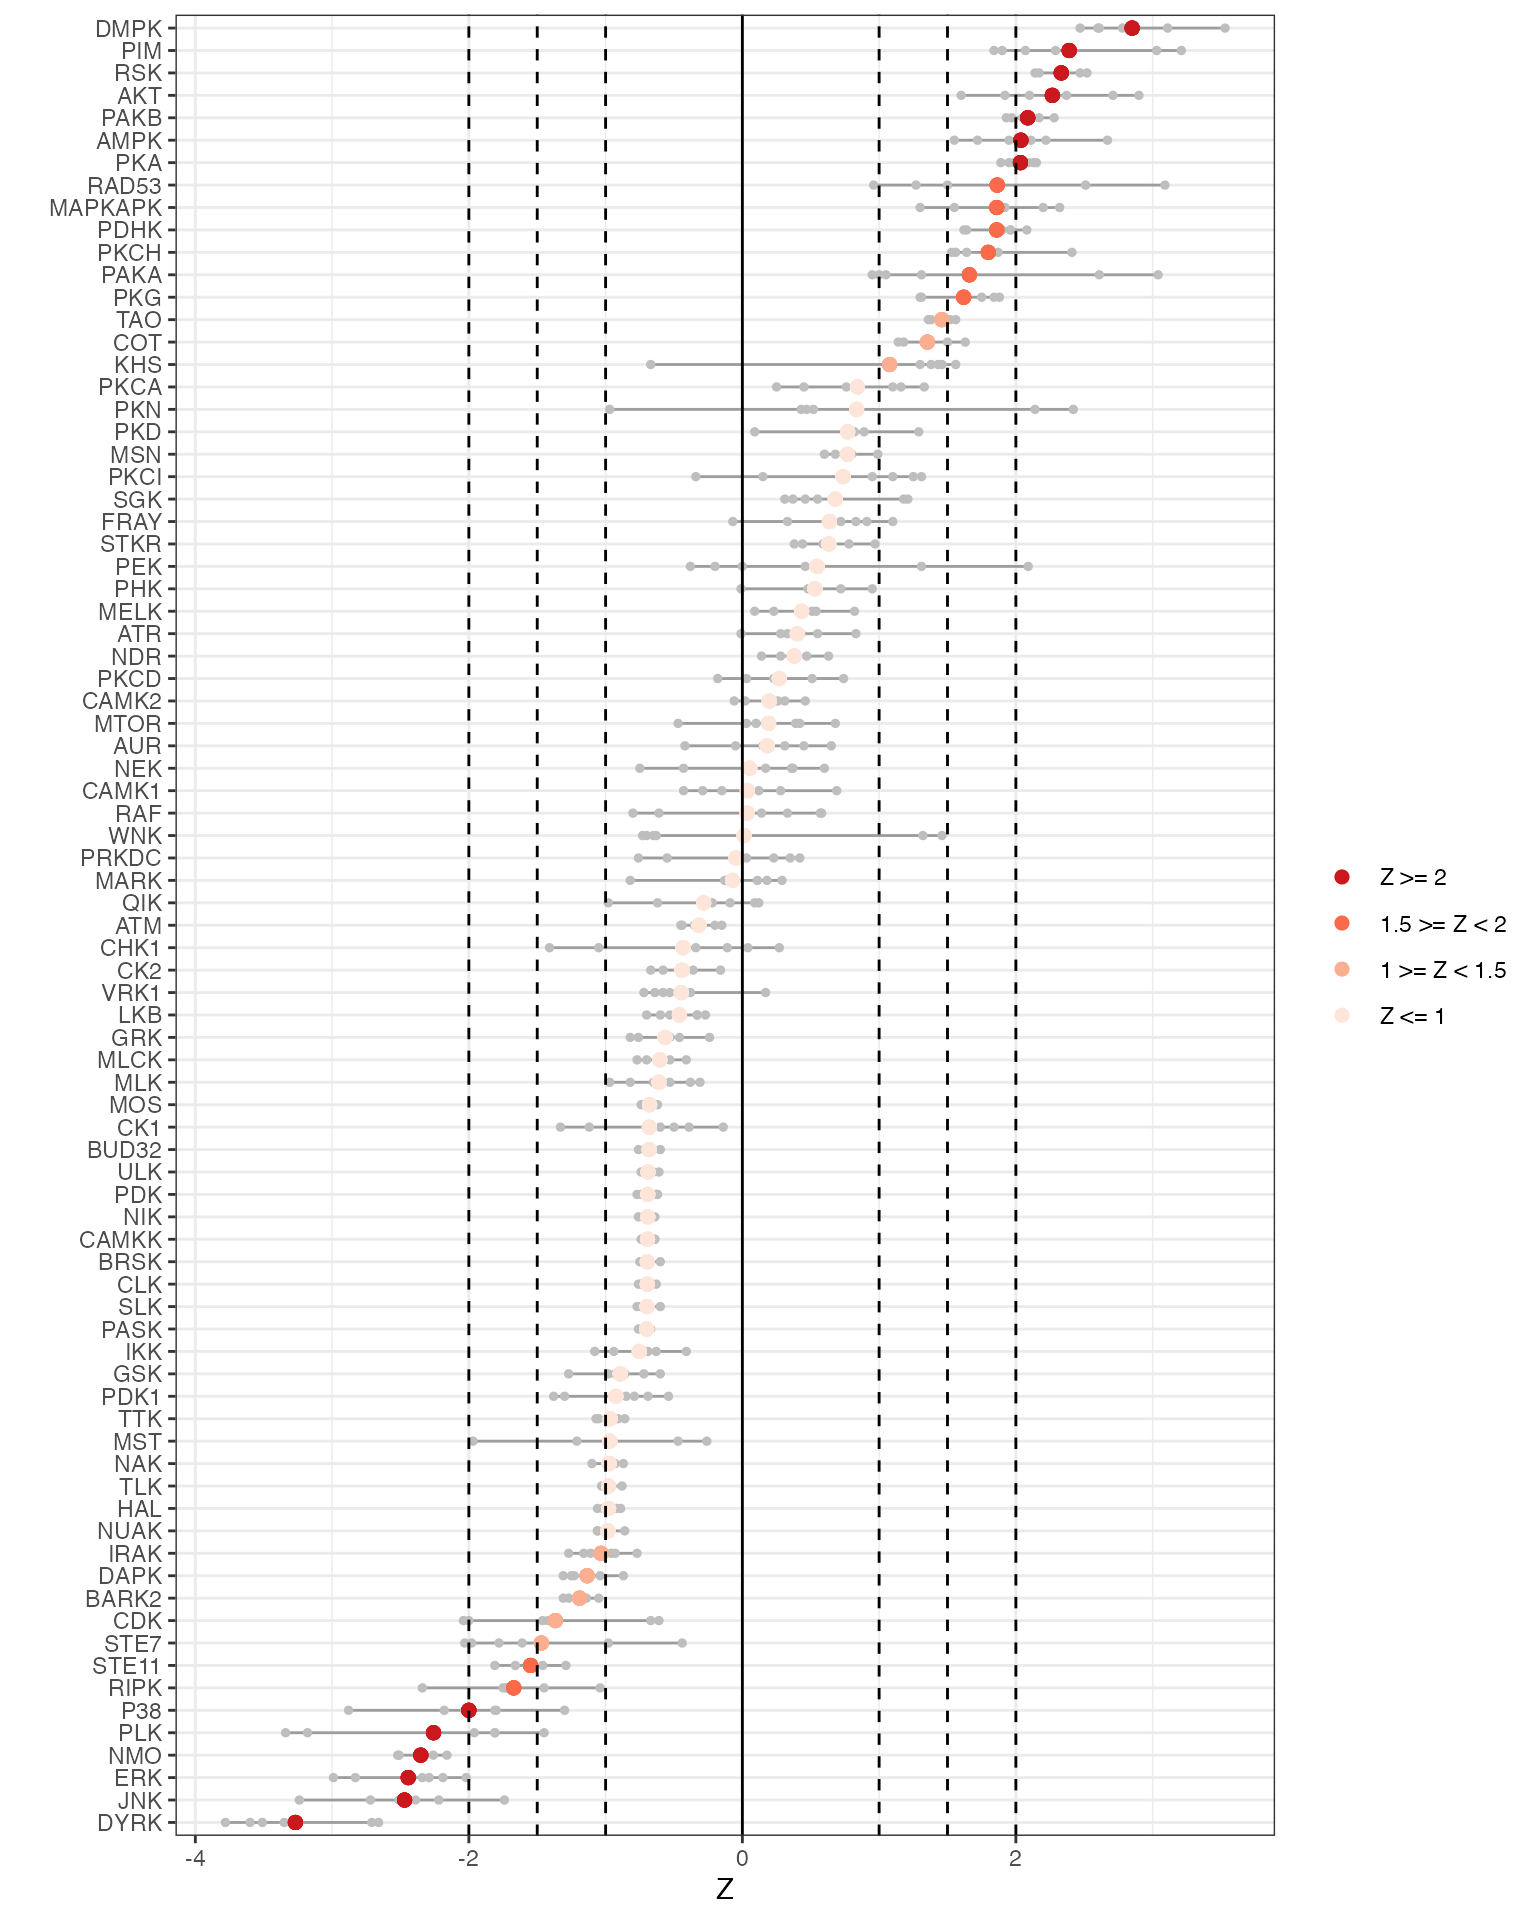 DMPK
PIM
RSK
AKT
PAKB
AMPK
PKA
RAD53
MAPKAPK
PDHK
PKCH
PAKA
PKG
TAO
COT
KHS
PKCA
PKN
PKD
MSN
PKCI
SGK
FRAY
STKR
PEK
PHK
MELK
ATR
NDR
PKCD
CAMK2
MTOR
AUR
NEK
CAMK1
RAF
WNK
PRKDC
MARK
QIK
ATM
CHK1
CK2
VRK1
LKB
GRK
MLCK
MLK
MOS
CK1
BUD32
ULK
PDK
NIK
CAMKK
BRSK
CLK
SLK
PASK
IKK
GSK
PDK1
TTK
MST
NAK
TLK
HAL
NUAK
IRAK
DAPK
BARK2
CDK
STE7
STE11
RIPK
P38
PLK
NMO
ERK
JNK
DYRK
-4 -2 0 2
Z
Z >= 2
1.5 >= Z < 2
1 >= Z < 1.5
Z <= 1